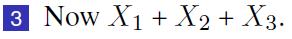 3 Now X₁ + X₂ + X₃.